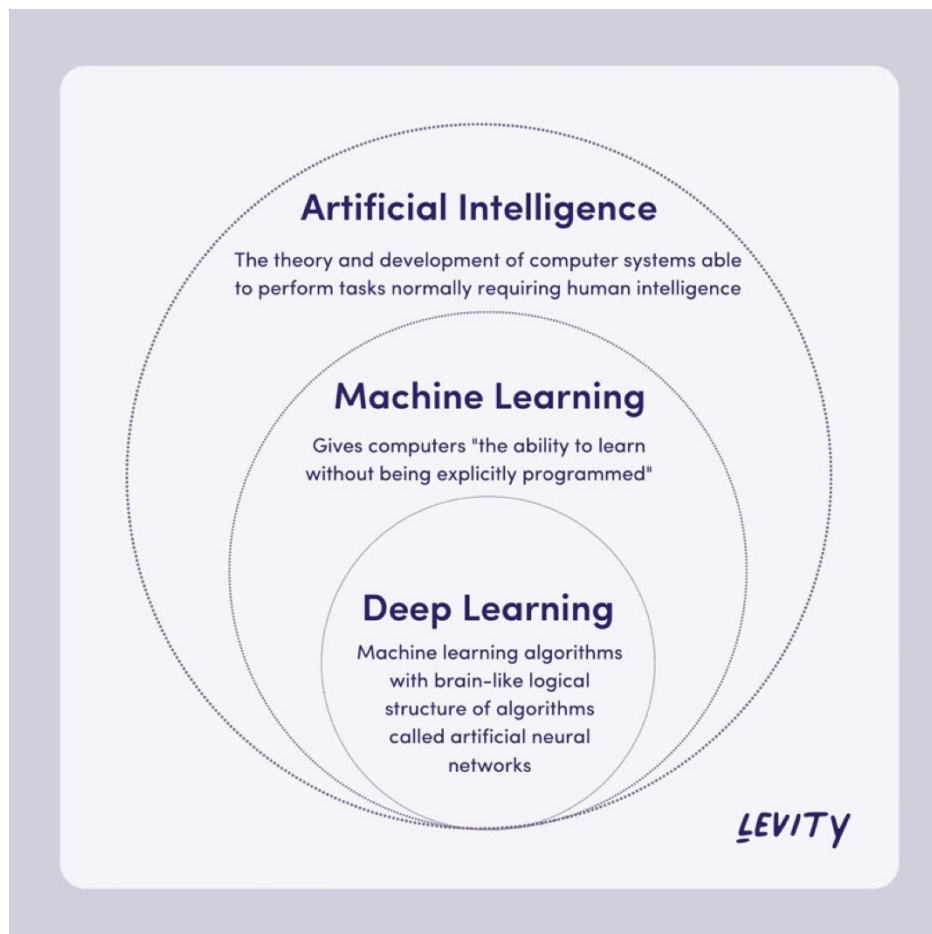 Artificial Intelligence
The theory and development of computer systems able
to perform tasks normally requiring human intelligence
Machine Learning
Gives computers "the ability to learn
without being explicitly programmed"
Deep Learning
Machine learning algorithms
with brain-like logical
structure of algorithms
called artificial neural
networks
LEVITY